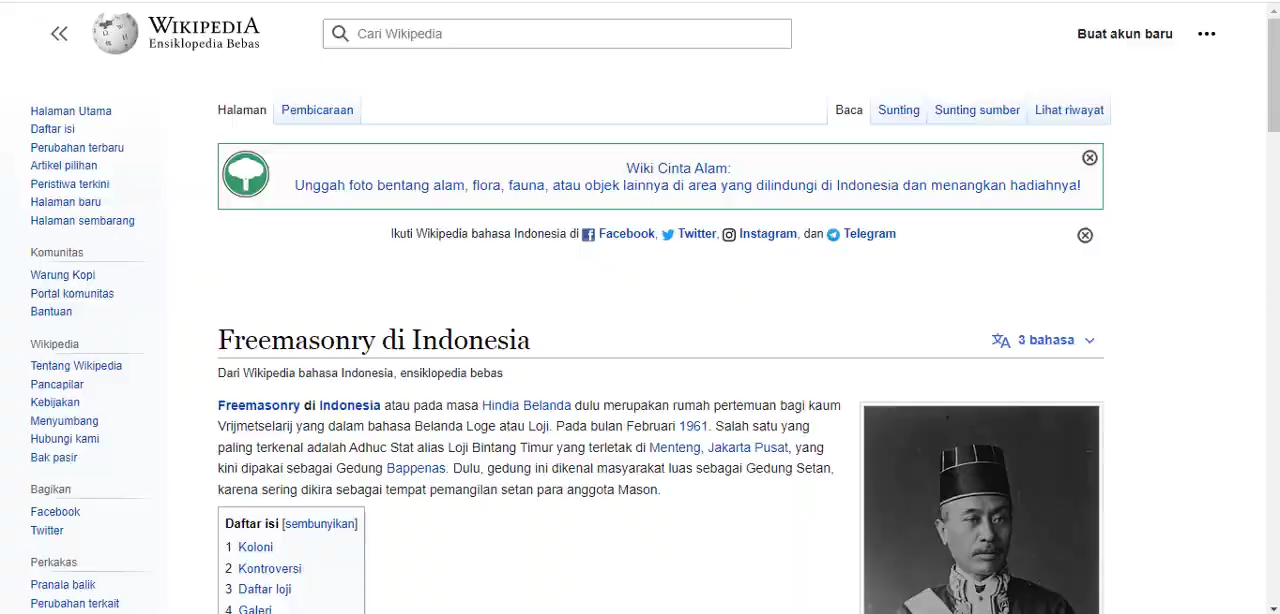 WIKIPEDIA
Ensiklopedia Bebas
Cari Wikipedia
Buat akun baru
Halaman Utama
Daftar isi
Perubahan terbaru
Artikel pilihan
Peristiwa terkini
Halaman baru
Halaman sembarang
Komunitas
Warung Kopi
Portal komunitas
Bantuan
Wikipedia
Tentang Wikipedia
Pancapilar
Kebijakan
Menyumbang
Hubungi kami
Bak pasir
Bagikan
Facebook
Twitter
Perkakas
Pranala balik
Perubahan terkait
Halaman Pembicaraan
Baca Sunting Sunting sumber Lihat riwayat
Wiki Cinta Alam:
Unggah foto bentang alam, flora, fauna, atau objek lainnya di area yang dilindungi di Indonesia dan menangkan hadiahnya!
Ikuti Wikipedia bahasa Indonesia di Facebook, Twitter, Instagram, dan Telegram
Freemasonry di Indonesia
3 bahasa
Dari Wikipedia bahasa Indonesia, ensiklopedia bebas
Freemasonry di Indonesia atau pada masa Hindia Belanda dulu merupakan rumah pertemuan bagi kaum
Vrijmetselarij yang dalam bahasa Belanda Loge atau Loji. Pada bulan Februari 1961. Salah satu yang
paling terkenal adalah Adhuc Stat alias Loji Bintang Timur yang terletak di Menteng, Jakarta Pusat, yang
kini dipakai sebagai Gedung Bappenas. Dulu, gedung ini dikenal masyarakat luas sebagai Gedung Setan,
karena sering dikira sebagai tempat pemangilan setan para anggota Mason.
Daftar isi [sembunyikan]
1 Koloni
2 Kontroversi
3 Daftar loji
4 Galeri